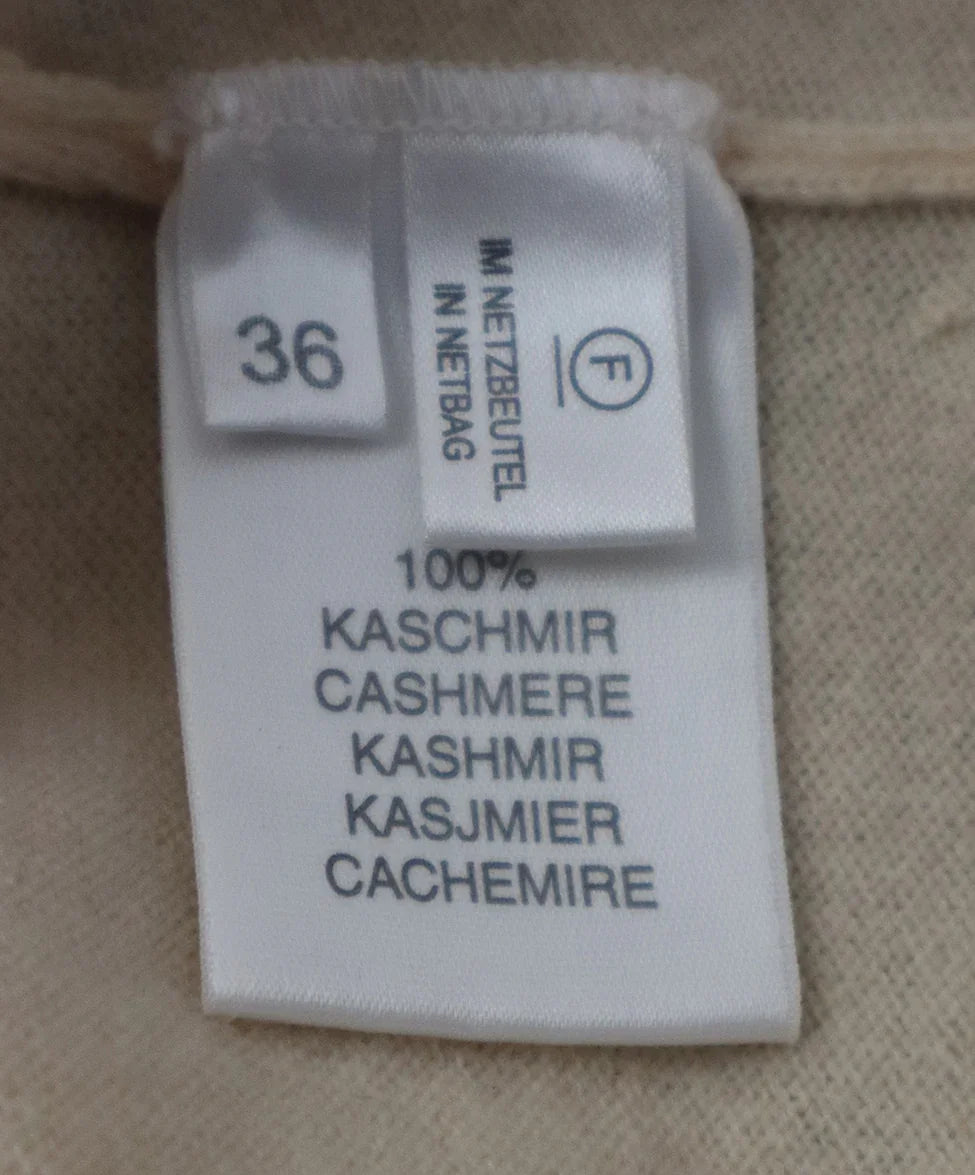 36
F
IM NETZBEUTEL
IN NETBAG
100%
KASCHMIR
CASHMERE
KASHMIR
KASJMIER
CACHEMIRE